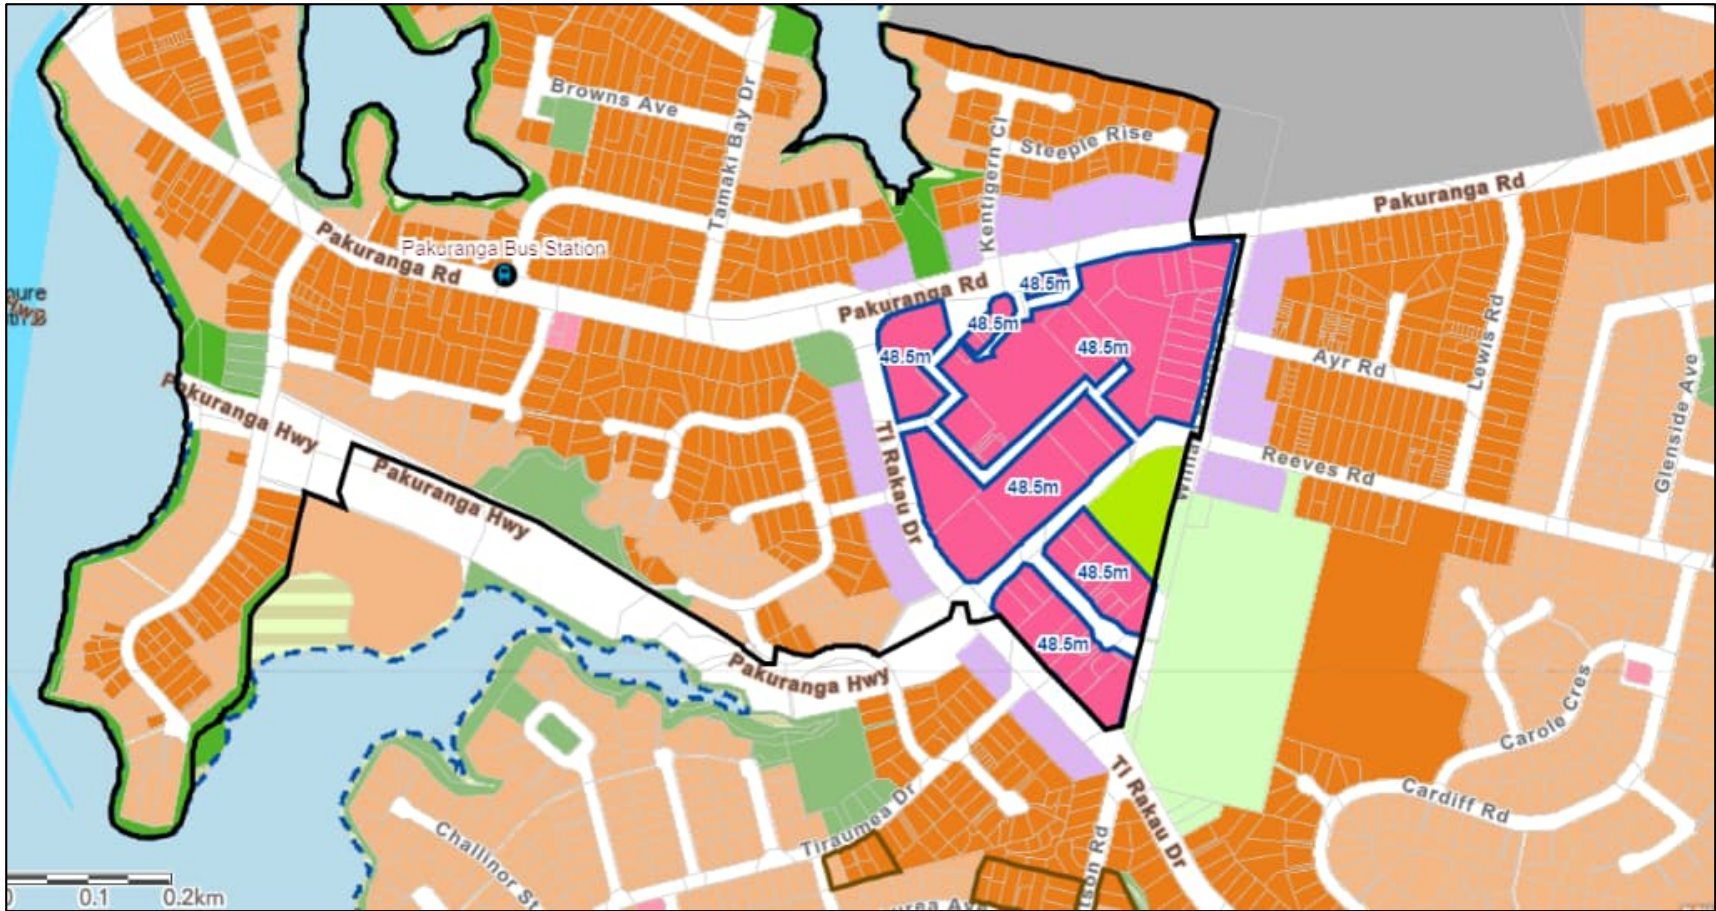 Browns Ave
Tamaki Bay Dr
Kentigern Cl
Steeple Rise
Pakuranga Rd
Pakuranga Rd
Pakuranga Bus Station
Pakuranga Rd
48.5m
48.5m
48.5m
48.5m
Ayr Rd
Lewis Rd
Glenside Ave
Pakuranga Hwy
Pakuranga Hwy
Ti Rakau Dr
48.5m
Reeves Rd
48.5m
48.5m
Pakuranga Hwy
Carole Cres
Cardiff Rd
Ti Rakau Dr
Tiraumea Dr
Challinor St
0.1
0.2km